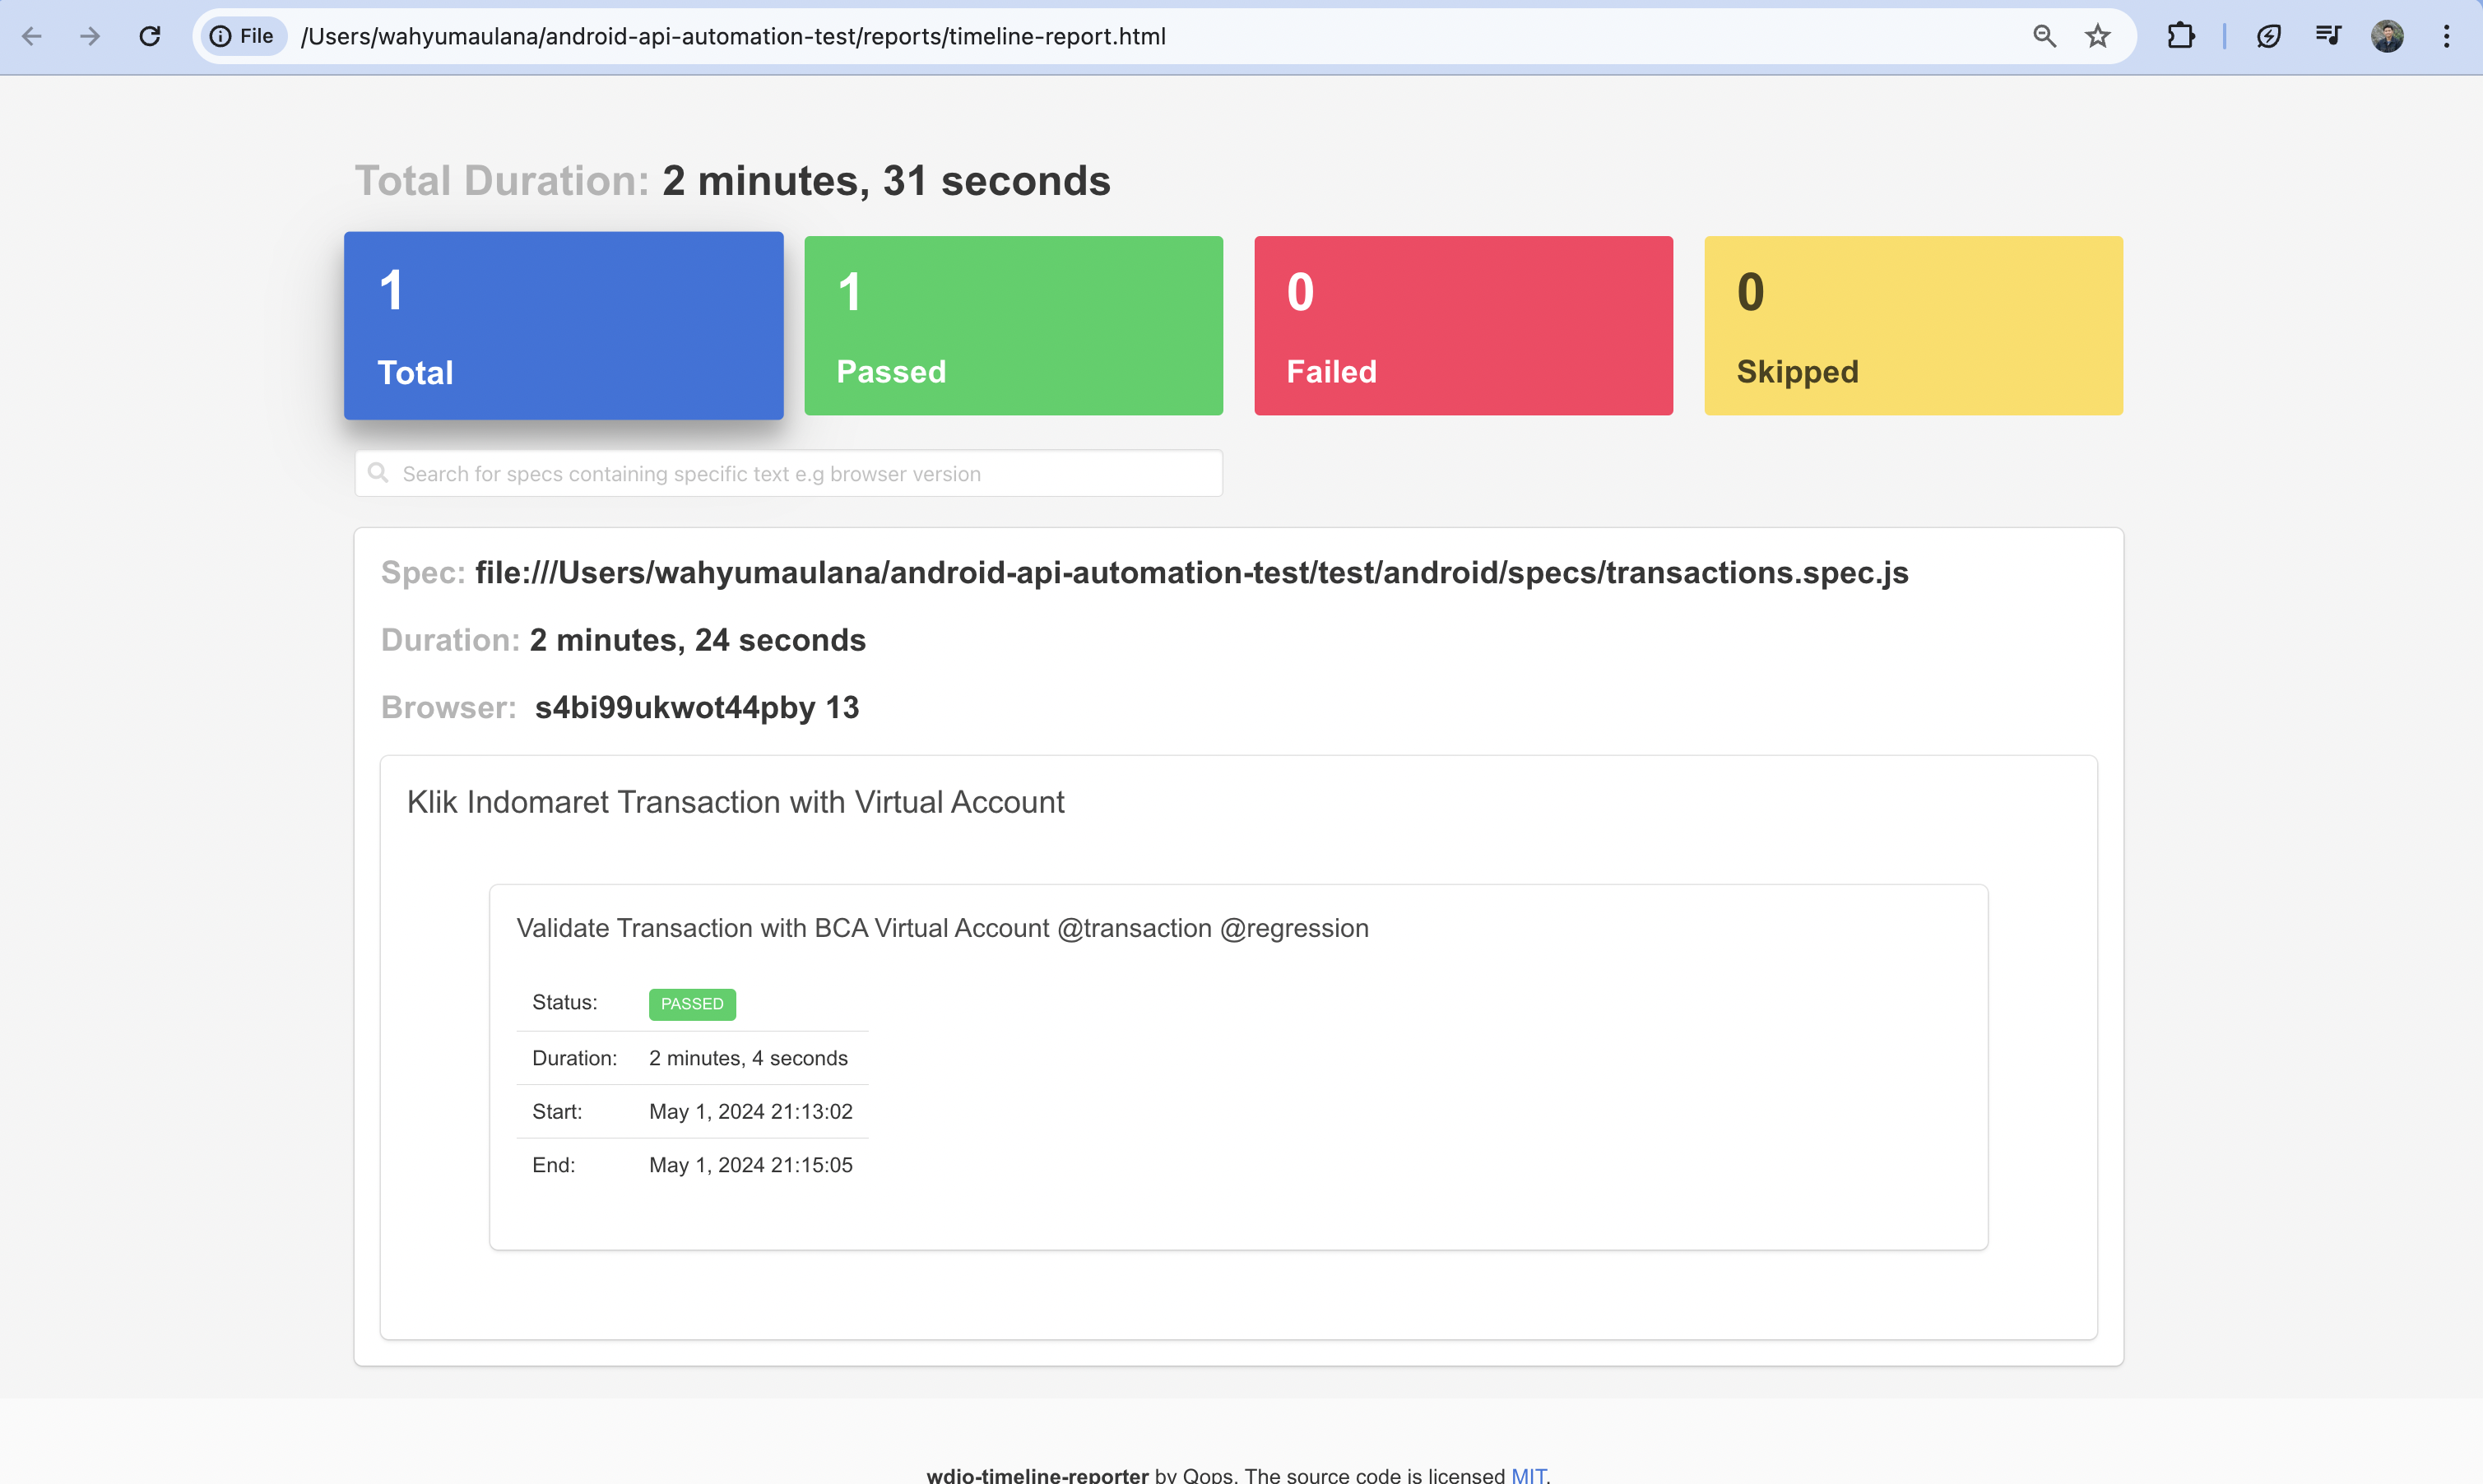 File /Users/wahyumaulana/android-api-automation-test/reports/timeline-report.html
Total Duration: 2 minutes, 31 seconds
1 Total
1 Passed
0 Failed
0 Skipped
Search for specs containing specific text e.g browser version
Spec: file:///Users/wahyumaulana/android-api-automation-test/test/android/specs/transactions.spec.js
Duration: 2 minutes, 24 seconds
Browser: s4bi99ukwot44pby 13
Klik Indomaret Transaction with Virtual Account
Validate Transaction with BCA Virtual Account @transaction @regression
Status: PASSED
Duration: 2 minutes, 4 seconds
Start: May 1, 2024 21:13:02
End: May 1, 2024 21:15:05
wdio-timeline-reporter by Qops. The source code is licensed MIT.